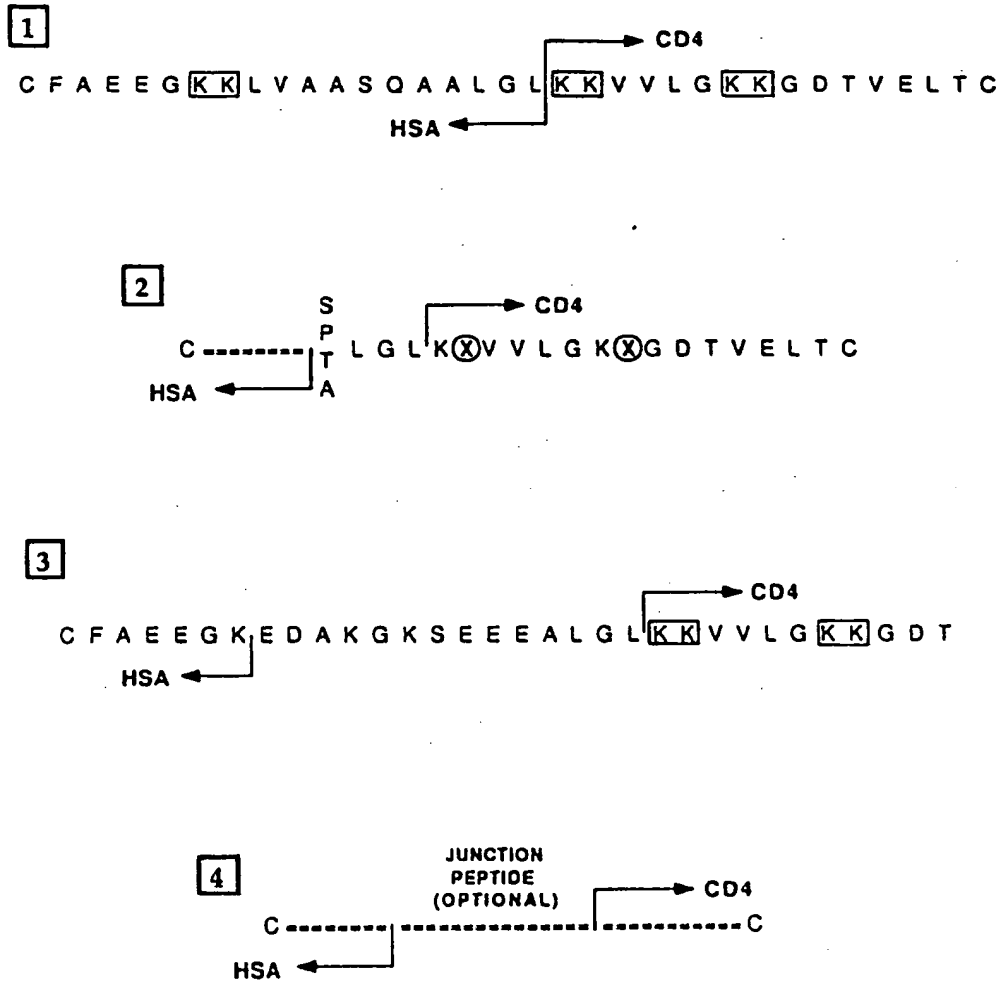 1
CD4
C F A E E G K K L V A A S Q A A L G L K K V V L G K K G D T V E L T C
HSA
2
S
P
T
A
CD4
C L G L K X V V L G K X G D T V E L T C
HSA
3
CD4
C F A E E G K E D A K G K S E E E A L G L K K V V L G K K G D T
HSA
4
JUNCTION
PEPTIDE
(OPTIONAL)
CD4
C C
HSA